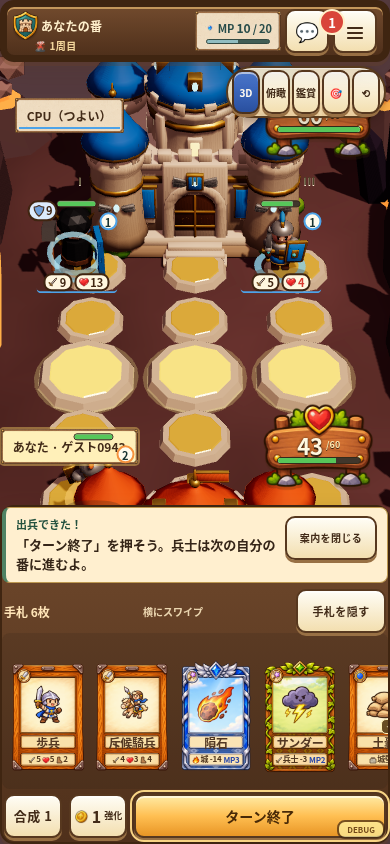 あなたの番
1周目
MP 10 / 20
1
CPU（つよい）
3D
俯瞰
鑑賞
9
1
1
9
13
5
4
あなた・ゲスト0942
2
43 /60
出兵できた！
「ターン終了」を押そう。兵士は次の自分の番に進むよ。
案内を閉じる
手札 6枚
横にスワイプ
手札を隠す
歩兵
5 5 2
斥候騎兵
4 3 4
隕石
城 -14 MP3
サンダー
兵士 -3 MP2
合成 1
1 強化
ターン終了
DEBUG